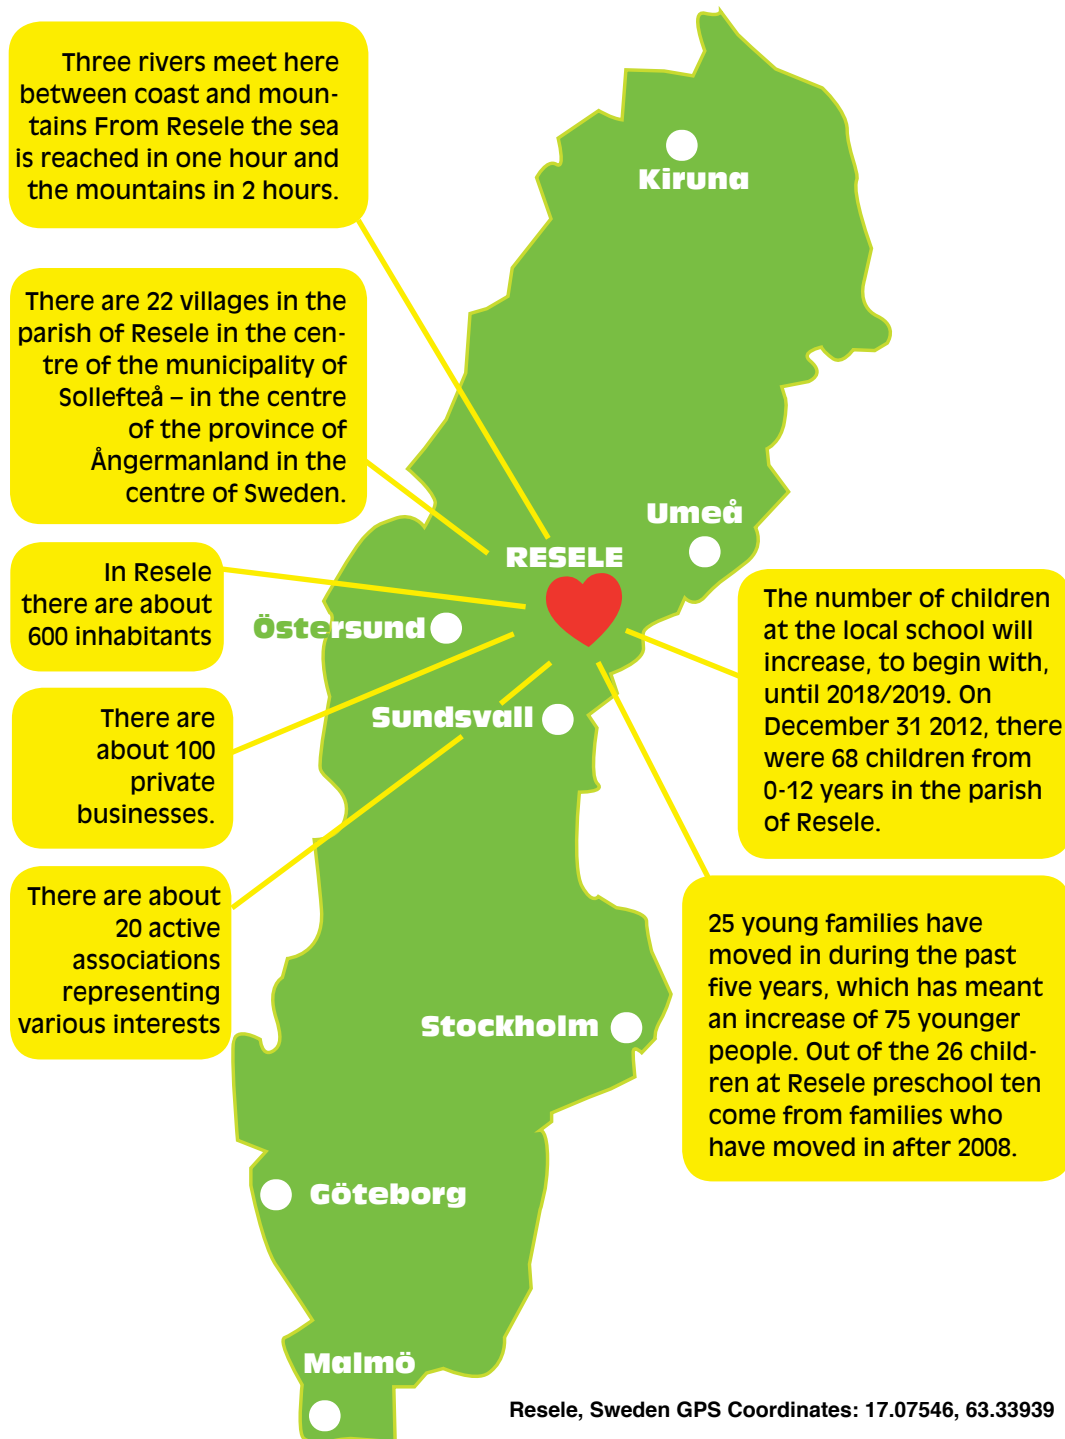 Three rivers meet here
between coast and moun-
tains From Resele the sea
is reached in one hour and
the mountains in 2 hours.
Kiruna
There are 22 villages in the
parish of Resele in the cen-
tre of the municipality of
Sollefteå – in the centre
of the province of
Ångermanland in the
centre of Sweden.
Umeå
RESELE
In Resele
there are about
600 inhabitants
Östersund
The number of children
at the local school will
increase, to begin with,
until 2018/2019. On
December 31 2012, there
were 68 children from
0-12 years in the parish
of Resele.
There are
about 100
private
businesses.
Sundsvall
There are about
20 active
associations
representing
various interests
25 young families have
moved in during the past
five years, which has meant
an increase of 75 younger
people. Out of the 26 child-
ren at Resele preschool ten
come from families who
have moved in after 2008.
Stockholm
Göteborg
Malmö
Resele, Sweden GPS Coordinates: 17.07546, 63.33939